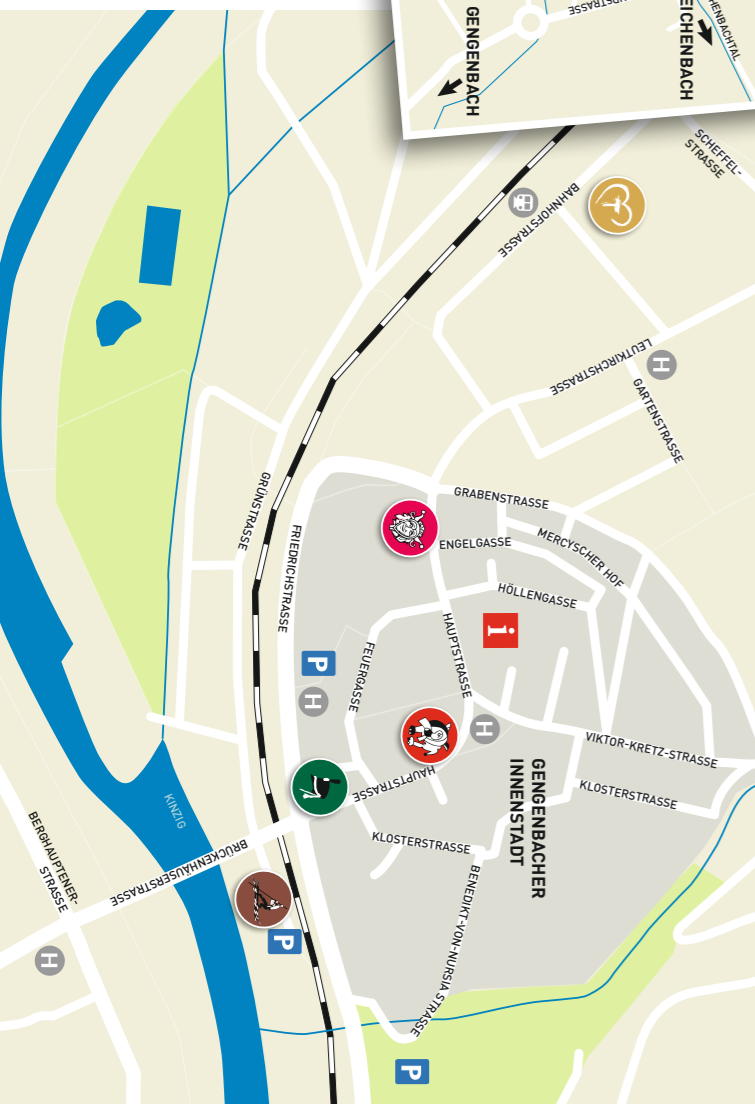 GENGENBACH
REICHENBACH
SCHEFFEL-
STRASSE
BAHNHOFSTRASSE
LEUTKIRCHSTRASSE
H
GARTENSTRASSE
GRABENSTRASSE
MERCYSCHER HOF
ENGELGASSE
HÖLLENGASSE
GRÜNSTRASSE
FRIEDRICHSTRASSE
HAUPTSTRASSE
i
FEUERGASSE
P
H
H
VIKTOR-KRETZ-STRASSE
KLOSTERSTRASSE
GENGENBACHER
INNENSTADT
HAUPTSTRASSE
KLOSTERSTRASSE
BENEDIKT-VON-NURSIA STRASSE
KINZIG
BRÜCKENHÄUSERSTRASSE
BERGHAUPTENER-
STRASSE
H
P
P